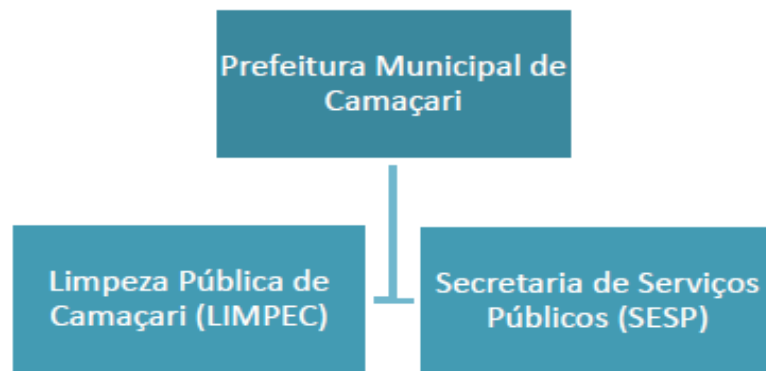 Prefeitura Municipal de
Camaçari
Limpeza Pública de
Camaçari (LIMPEC)
Secretaria de Serviços
Públicos (SESP)